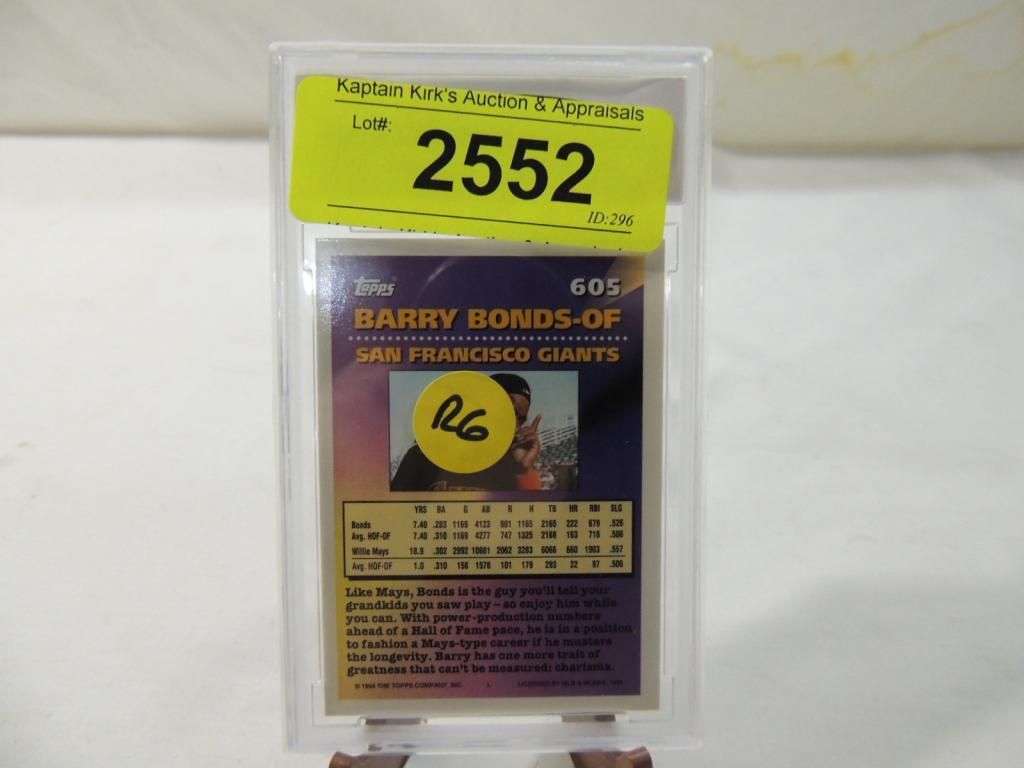 Kaptain Kirk's Auction & Appraisals
Lot#:
2552
ID:296
Topps
605
BARRY BONDS-OF
SAN FRANCISCO GIANTS
R6
YRS BA G AB R H TB HR RBI SLG
Bonds 7.40 .283 1169 4123 801 1165 2165 222 679 .526
Avg. HOF-OF 7.40 .310 1169 4277 747 1325 2168 163 718 .506
Willie Mays 18.9 .302 2992 10881 2062 3283 6066 660 1903 .557
Avg. HOF-OF 1.0 .310 158 1578 101 179 293 22 97 .506
Like Mays, Bonds is the guy you'll tell your
grandkids you saw play – so enjoy him while
you can. With power-production numbers
ahead of a Hall of Fame pace, he is in a position
to fashion a Mays-type career if he musters
the longevity. Barry has one more trait of
greatness that can't be measured: charisma.
© 1994 THE TOPPS COMPANY, INC. L LICENSED BY MLB & MLBPA, 1994